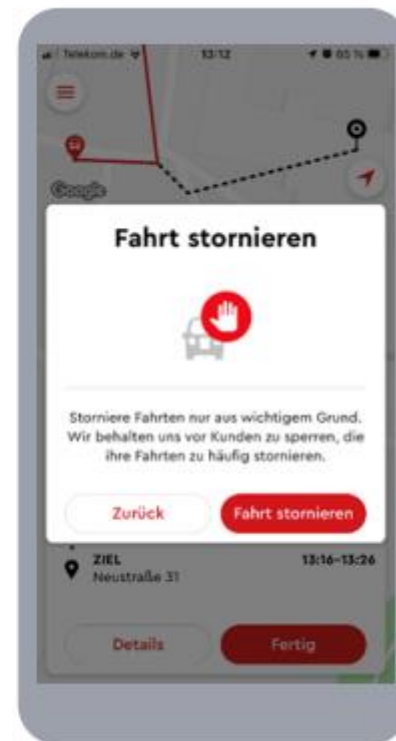 Telekom.de
13:12
65 %
Google
Fahrt stornieren
Storniere Fahrten nur aus wichtigem Grund.
Wir behalten uns vor Kunden zu sperren, die
ihre Fahrten zu häufig stornieren.
Zurück
Fahrt stornieren
ZIEL
13:16–13:26
Neustraße 31
Details
Fertig